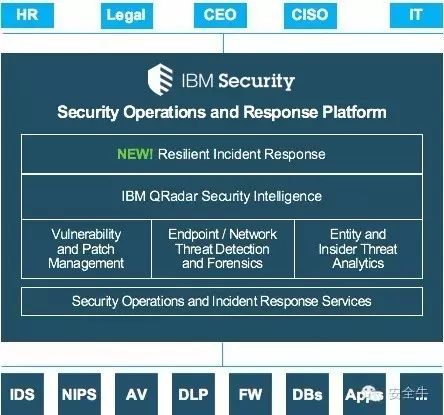 HR Legal CEO CISO IT
IBM Security
Security Operations and Response Platform
NEW! Resilient Incident Response
IBM QRadar Security Intelligence
Vulnerability
and Patch
Management
Endpoint / Network
Threat Detection
and Forensics
Entity and
Insider Threat
Analytics
Security Operations and Incident Response Services
IDS NIPS AV DLP FW DBs Apps ...
安全牛